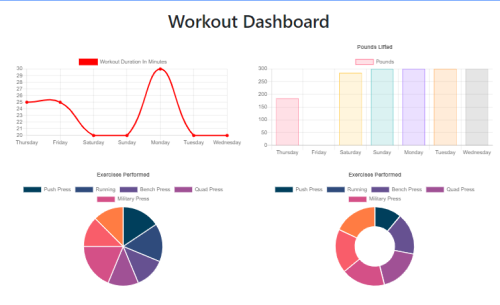 Workout Dashboard
Workout Duration In Minutes
30
29
28
27
26
25
24
23
22
21
20
Thursday Friday Saturday Sunday Monday Tuesday Wednesday
Pounds Lifted
Pounds
300
250
200
150
100
50
0
Thursday Friday Saturday Sunday Monday Tuesday Wednesday
Exercises Performed
Push Press Running Bench Press Quad Press
Military Press
Exercises Performed
Push Press Running Bench Press Quad Press
Military Press